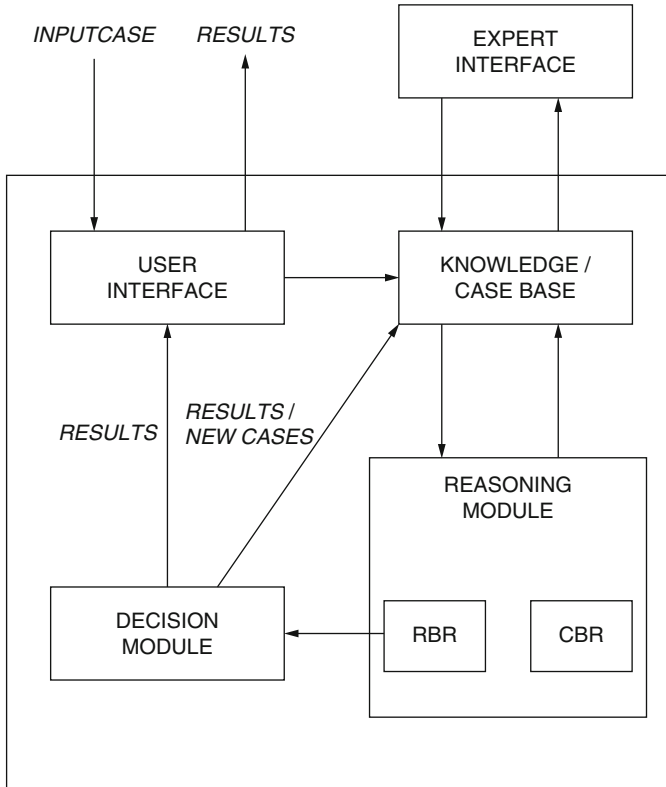 INPUTCASE
RESULTS
EXPERT
INTERFACE
USER
INTERFACE
KNOWLEDGE /
CASE BASE
RESULTS
RESULTS /
NEW CASES
REASONING
MODULE
DECISION
MODULE
RBR
CBR